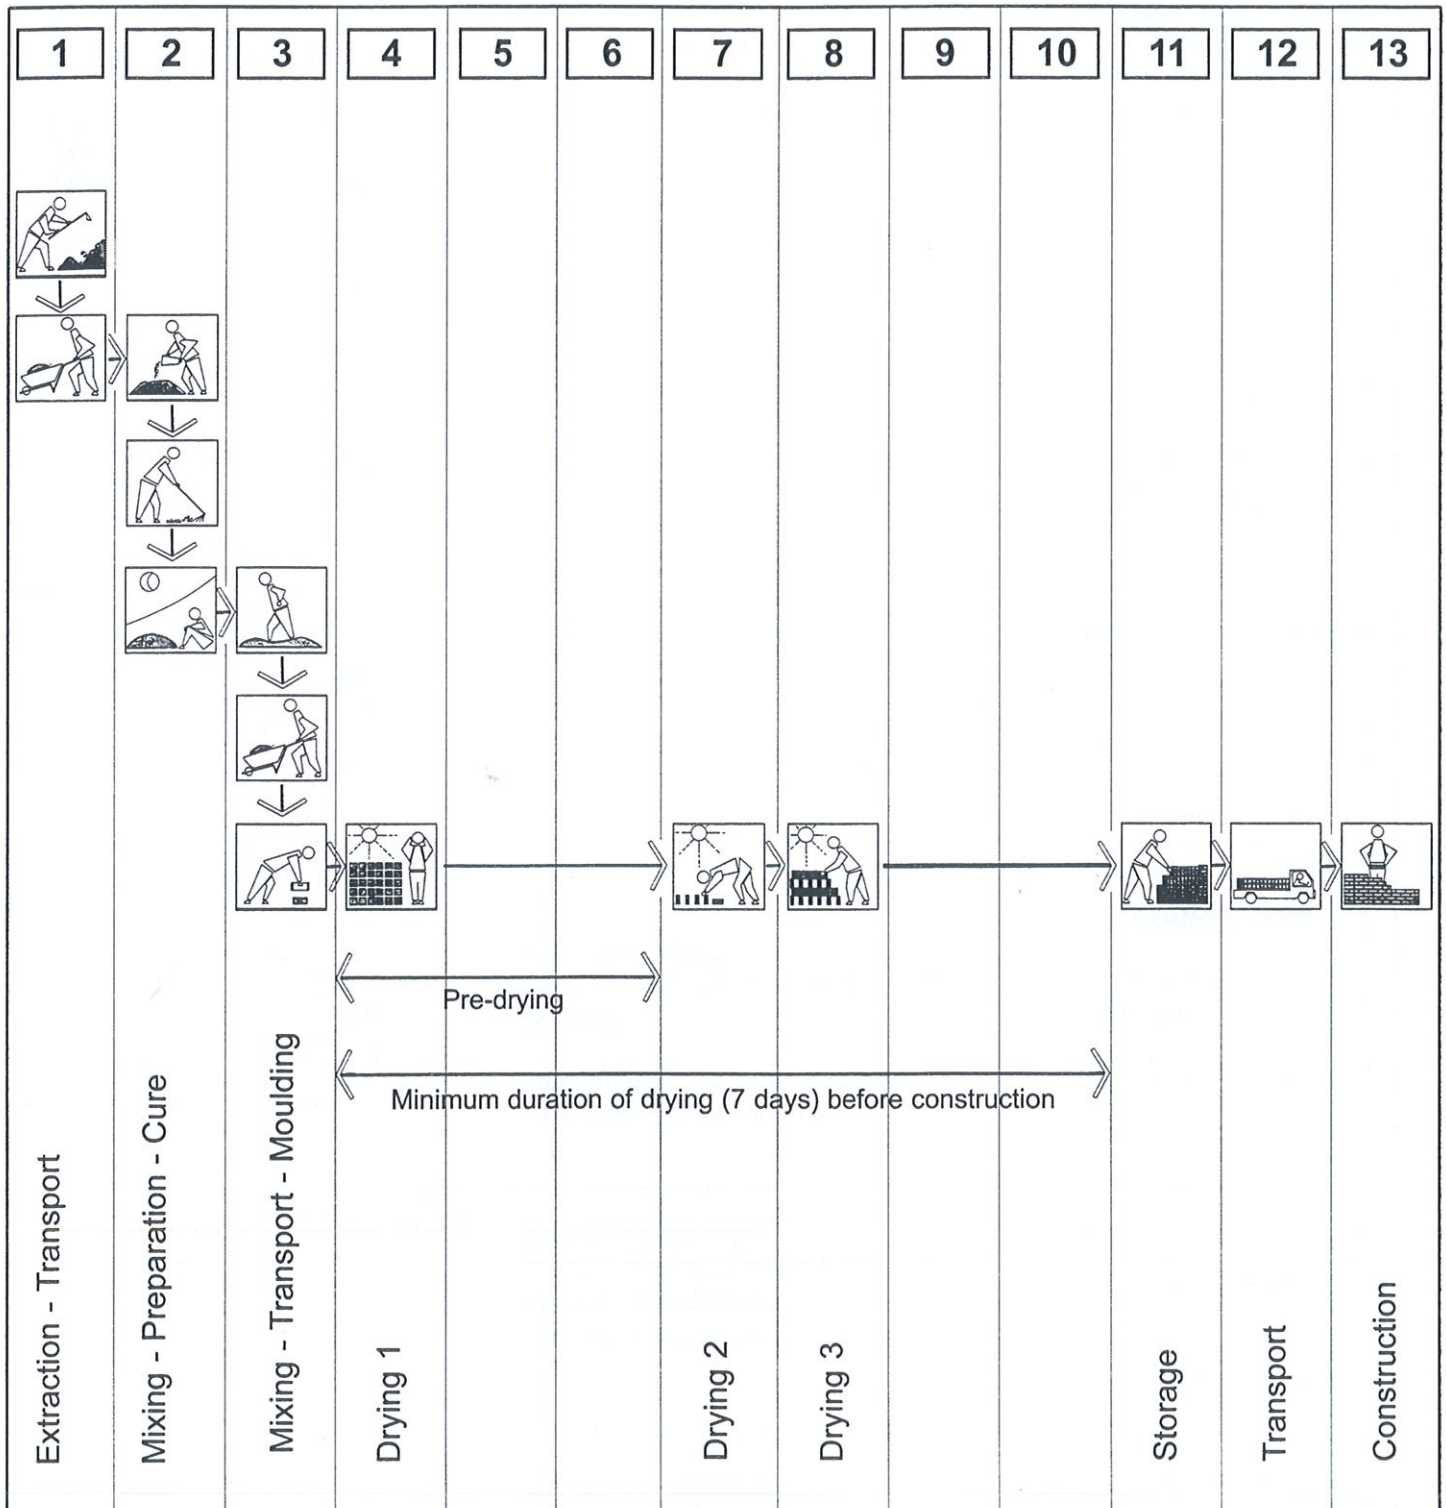 1 2 3 4 5 6 7 8 9 10 11 12 13
Pre-drying
Minimum duration of drying (7 days) before construction
Extraction - Transport
Mixing - Preparation - Cure
Mixing - Transport - Moulding
Drying 1
Drying 2
Drying 3
Storage
Transport
Construction